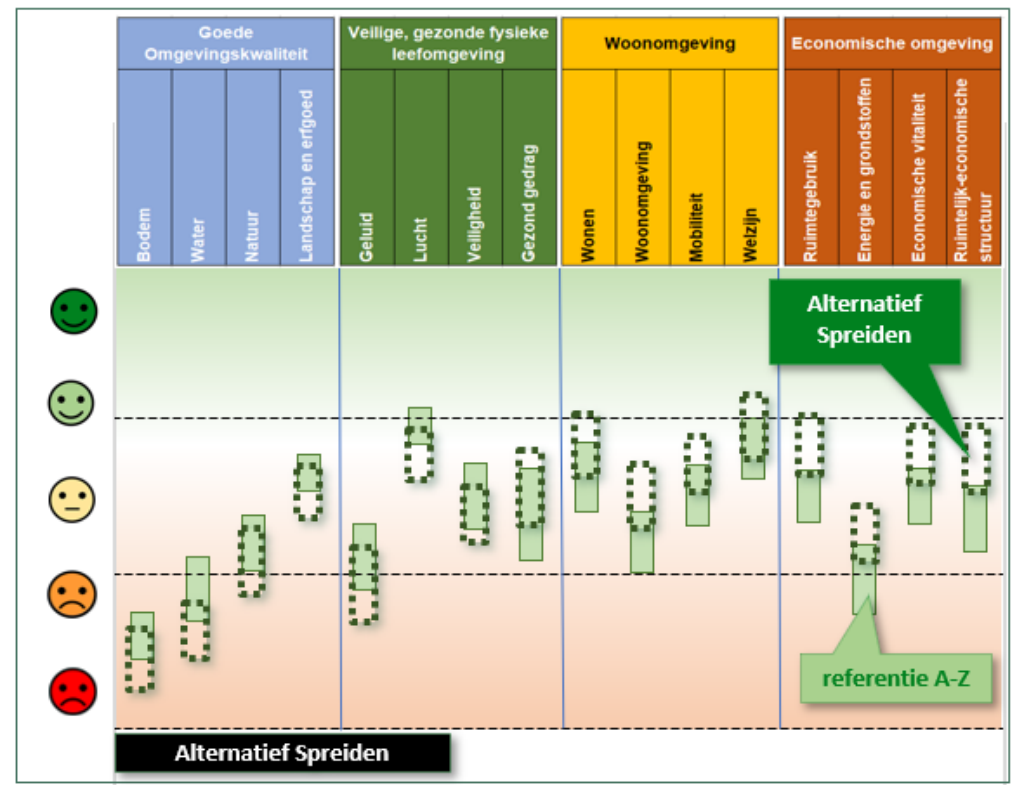 Goede
Omgevingskwaliteit
Veilige, gezonde fysieke
leefomgeving
Woonomgeving
Economische omgeving
Bodem
Water
Natuur
Landschap en erfgoed
Geluid
Lucht
Veiligheid
Gezond gedrag
Wonen
Woonomgeving
Mobiliteit
Welzijn
Ruimtegebruik
Energie en grondstoffen
Economische vitaliteit
Ruimtelijk-economische
structuur
Alternatief
Spreiden
referentie A-Z
Alternatief Spreiden